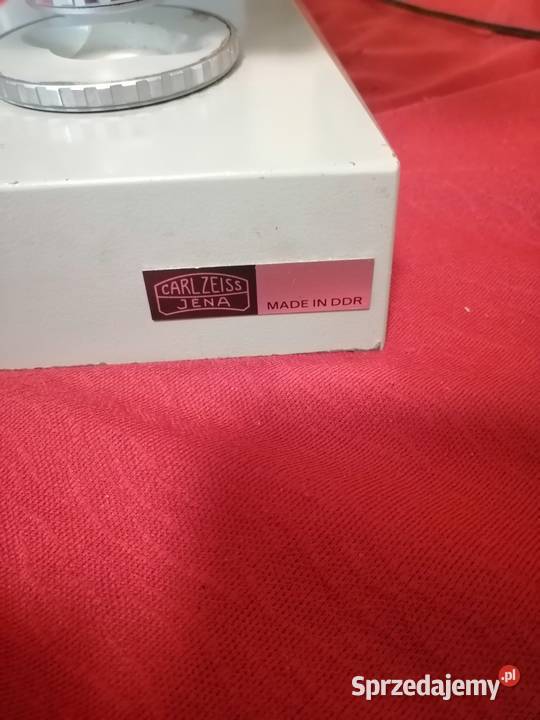 CARL ZEISS
JENA
MADE IN DDR
Sprzedajemy.pl